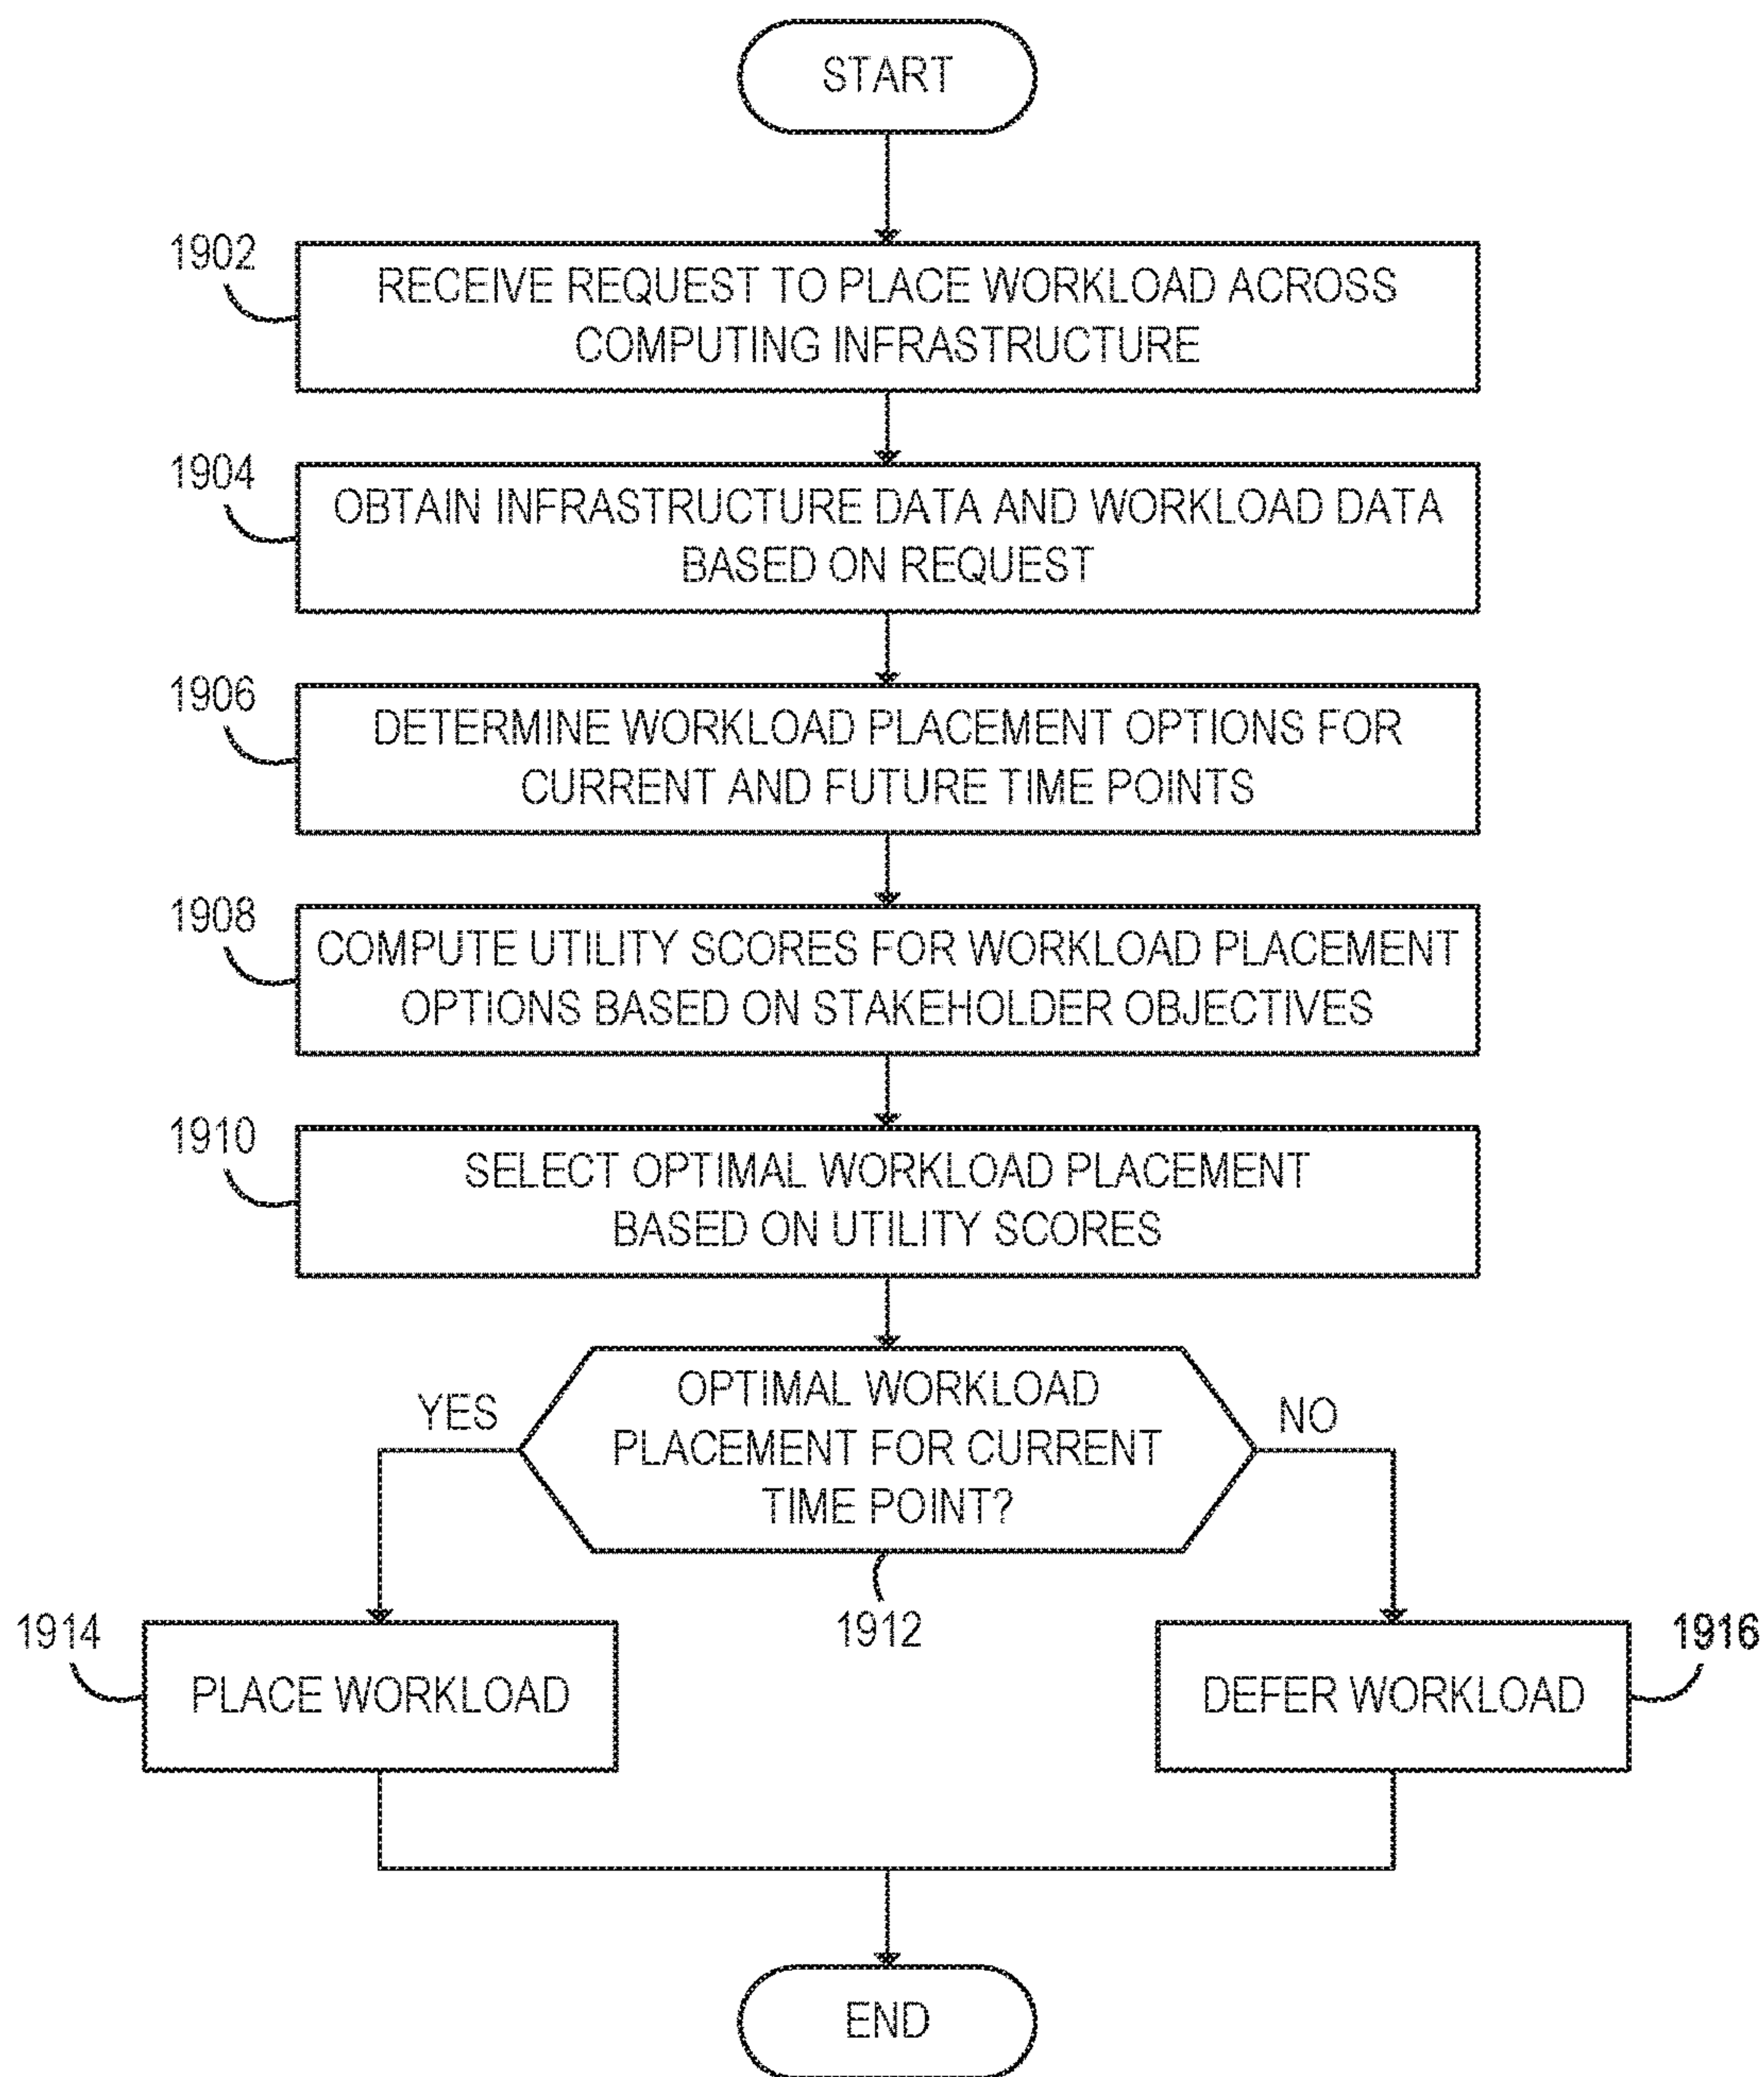 START
1902
RECEIVE REQUEST TO PLACE WORKLOAD ACROSS
COMPUTING INFRASTRUCTURE
1904
OBTAIN INFRASTRUCTURE DATA AND WORKLOAD DATA
BASED ON REQUEST
1906
DETERMINE WORKLOAD PLACEMENT OPTIONS FOR
CURRENT AND FUTURE TIME POINTS
1908
COMPUTE UTILITY SCORES FOR WORKLOAD PLACEMENT
OPTIONS BASED ON STAKEHOLDER OBJECTIVES
1910
SELECT OPTIMAL WORKLOAD PLACEMENT
BASED ON UTILITY SCORES
OPTIMAL WORKLOAD
PLACEMENT FOR CURRENT
TIME POINT?
YES
NO
1912
1914
PLACE WORKLOAD
1916
DEFER WORKLOAD
END